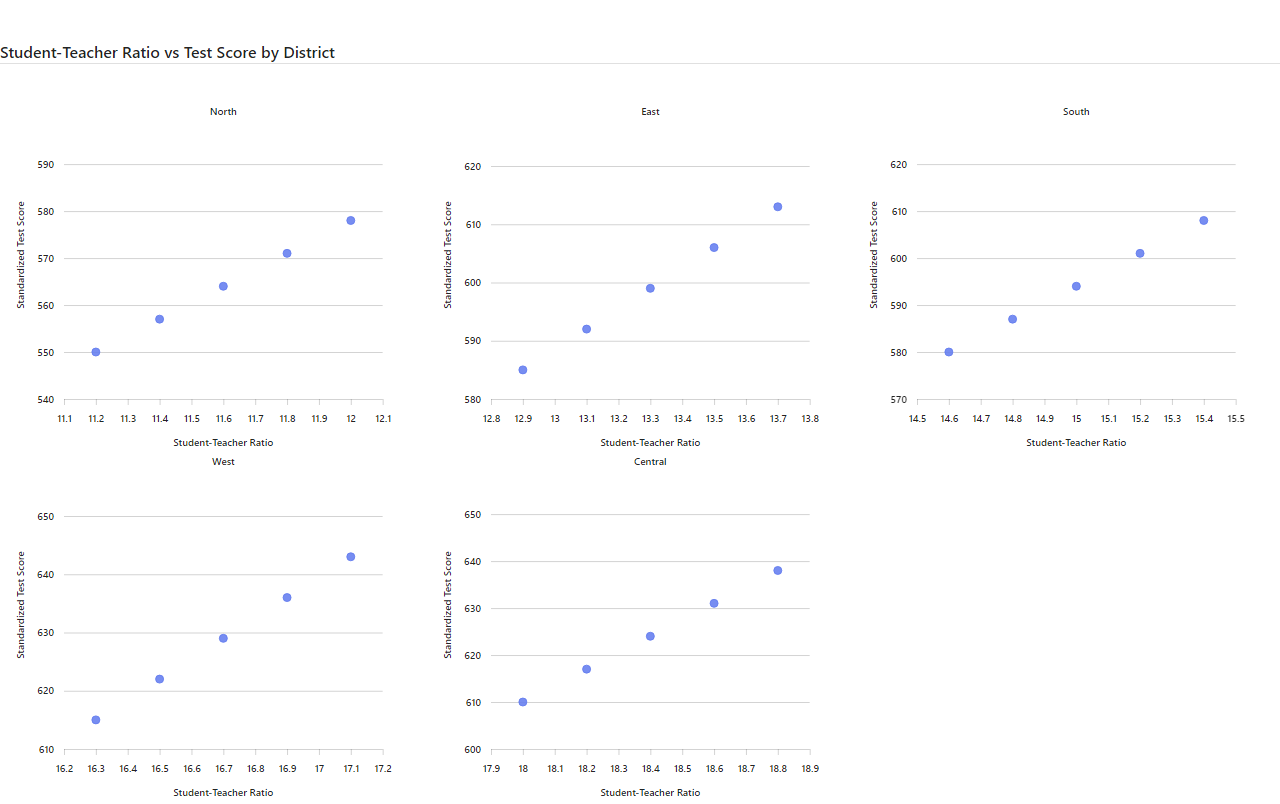 Student-Teacher Ratio vs Test Score by District
North
Standardized Test Score
590
580
570
560
550
540
11.1 11.2 11.3 11.4 11.5 11.6 11.7 11.8 11.9 12 12.1
Student-Teacher Ratio
East
Standardized Test Score
620
610
600
590
580
12.8 12.9 13 13.1 13.2 13.3 13.4 13.5 13.6 13.7 13.8
Student-Teacher Ratio
South
Standardized Test Score
620
610
600
590
580
570
14.5 14.6 14.7 14.8 14.9 15 15.1 15.2 15.3 15.4 15.5
Student-Teacher Ratio
West
Standardized Test Score
650
640
630
620
610
16.2 16.3 16.4 16.5 16.6 16.7 16.8 16.9 17 17.1 17.2
Student-Teacher Ratio
Central
Standardized Test Score
650
640
630
620
610
600
17.9 18 18.1 18.2 18.3 18.4 18.5 18.6 18.7 18.8 18.9
Student-Teacher Ratio